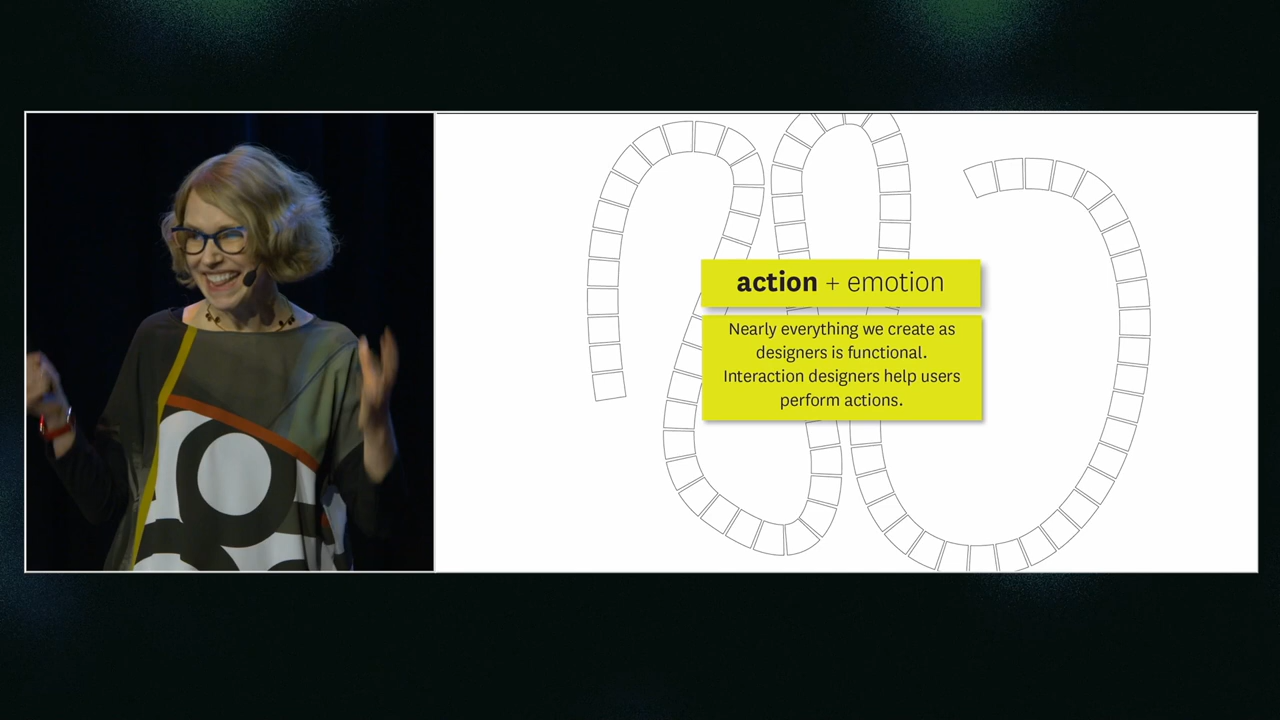 action + emotion
Nearly everything we create as
designers is functional.
Interaction designers help users
perform actions.